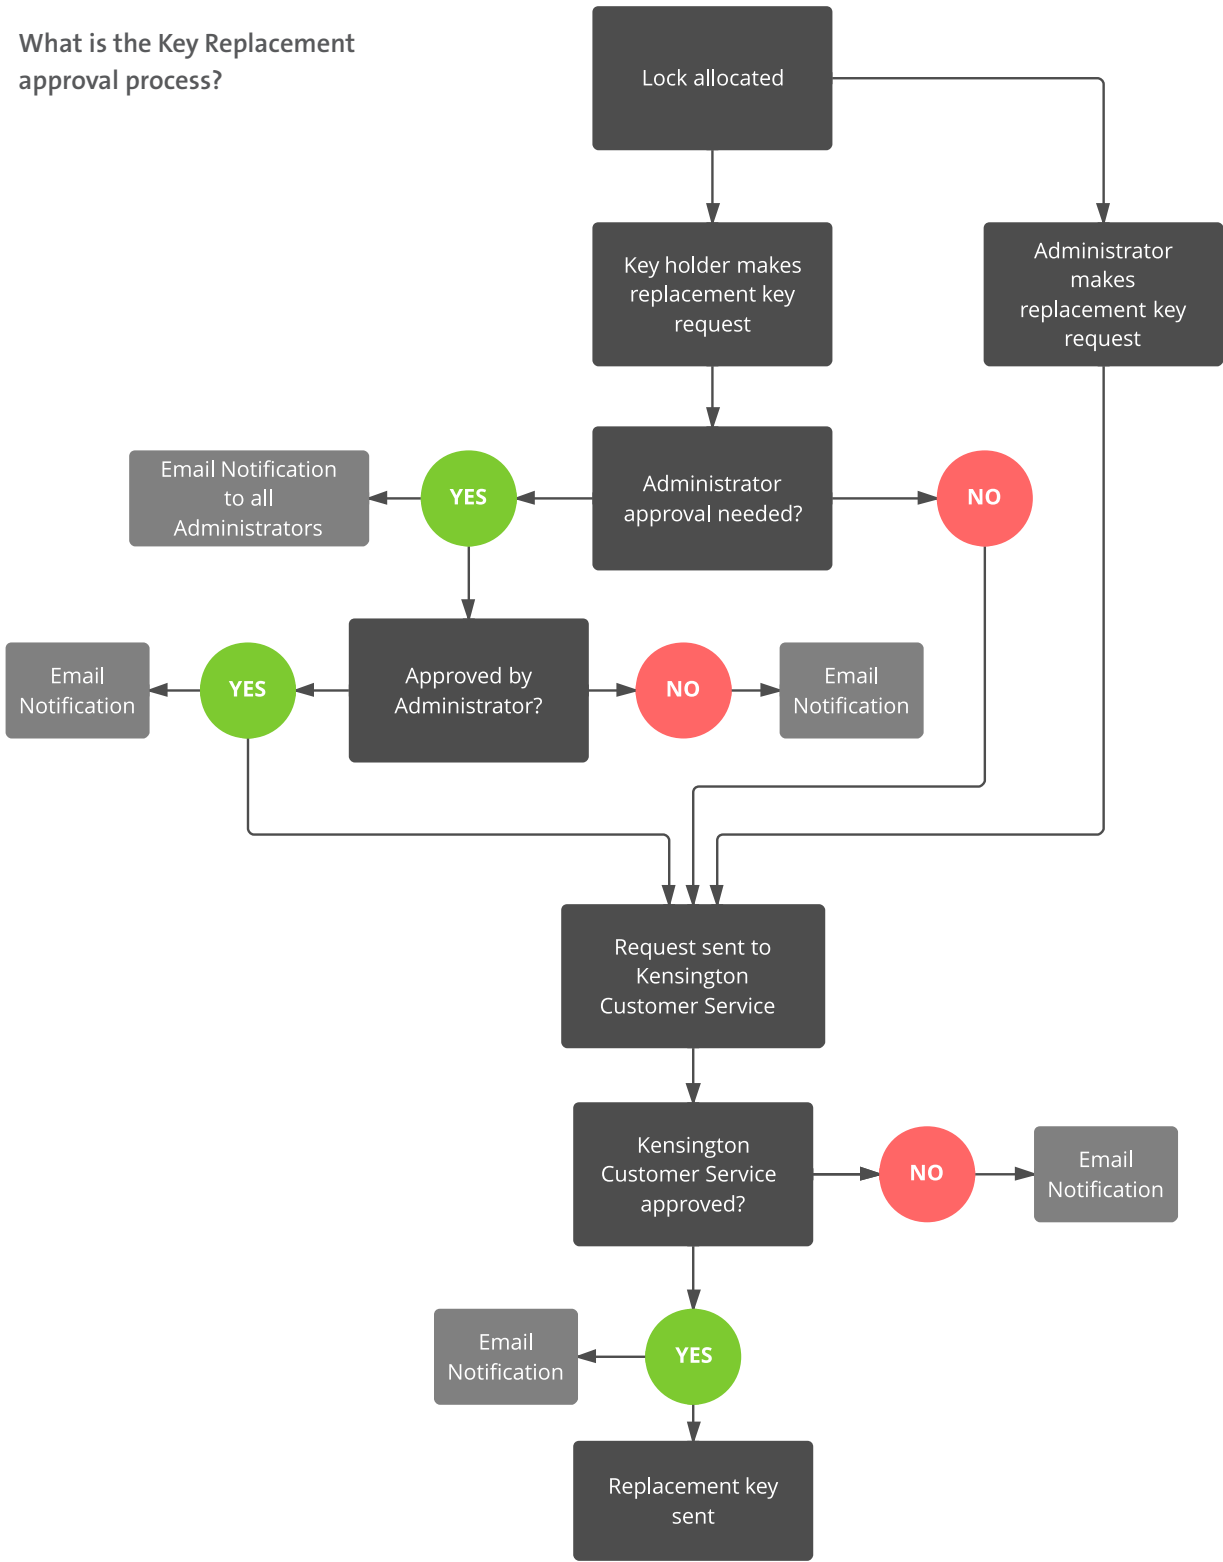 What is the Key Replacement
approval process?
Lock allocated
Key holder makes
replacement key
request
Administrator
makes
replacement key
request
Email Notification
to all
Administrators
YES
Administrator
approval needed?
NO
Email
Notification
YES
Approved by
Administrator?
NO
Email
Notification
Request sent to
Kensington
Customer Service
Kensington
Customer Service
approved?
NO
Email
Notification
Email
Notification
YES
Replacement key
sent